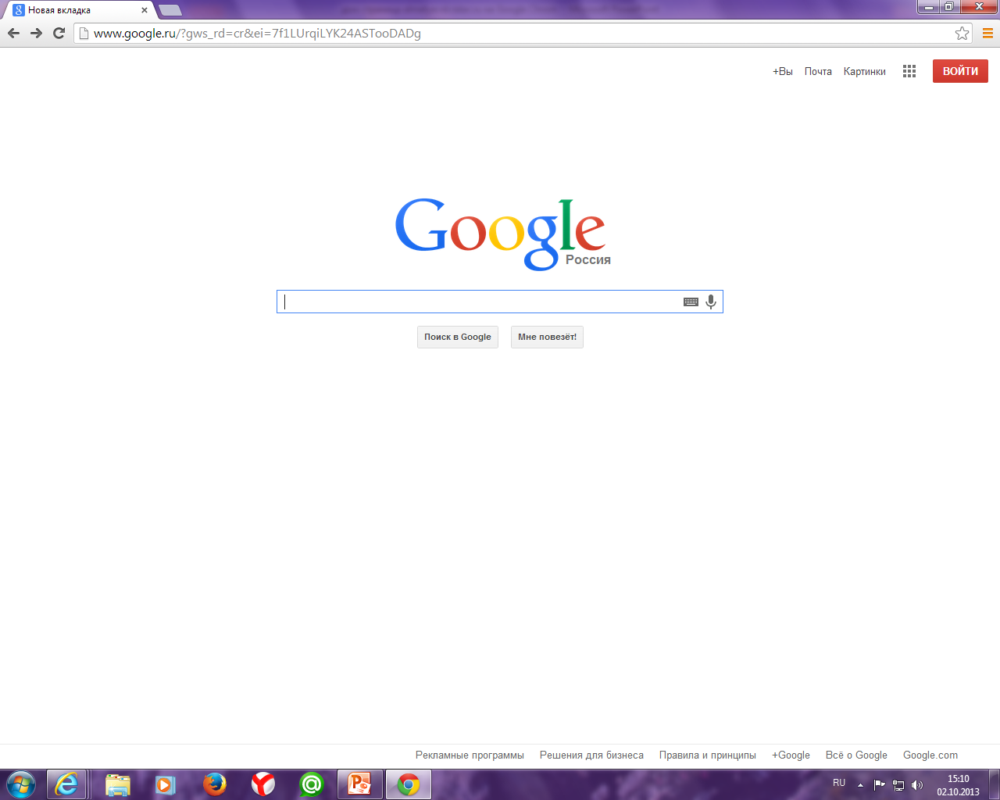 Новая вкладка
www.google.ru/?gws_rd=cr&ei=7f1LUrqiLYK24ASTooDADg
+Вы Почта Картинки ВОЙТИ
Google
Россия
Поиск в Google Мне повезёт!
Рекламные программы Решения для бизнеса Правила и принципы +Google Всё о Google Google.com
RU 15:10
02.10.2013